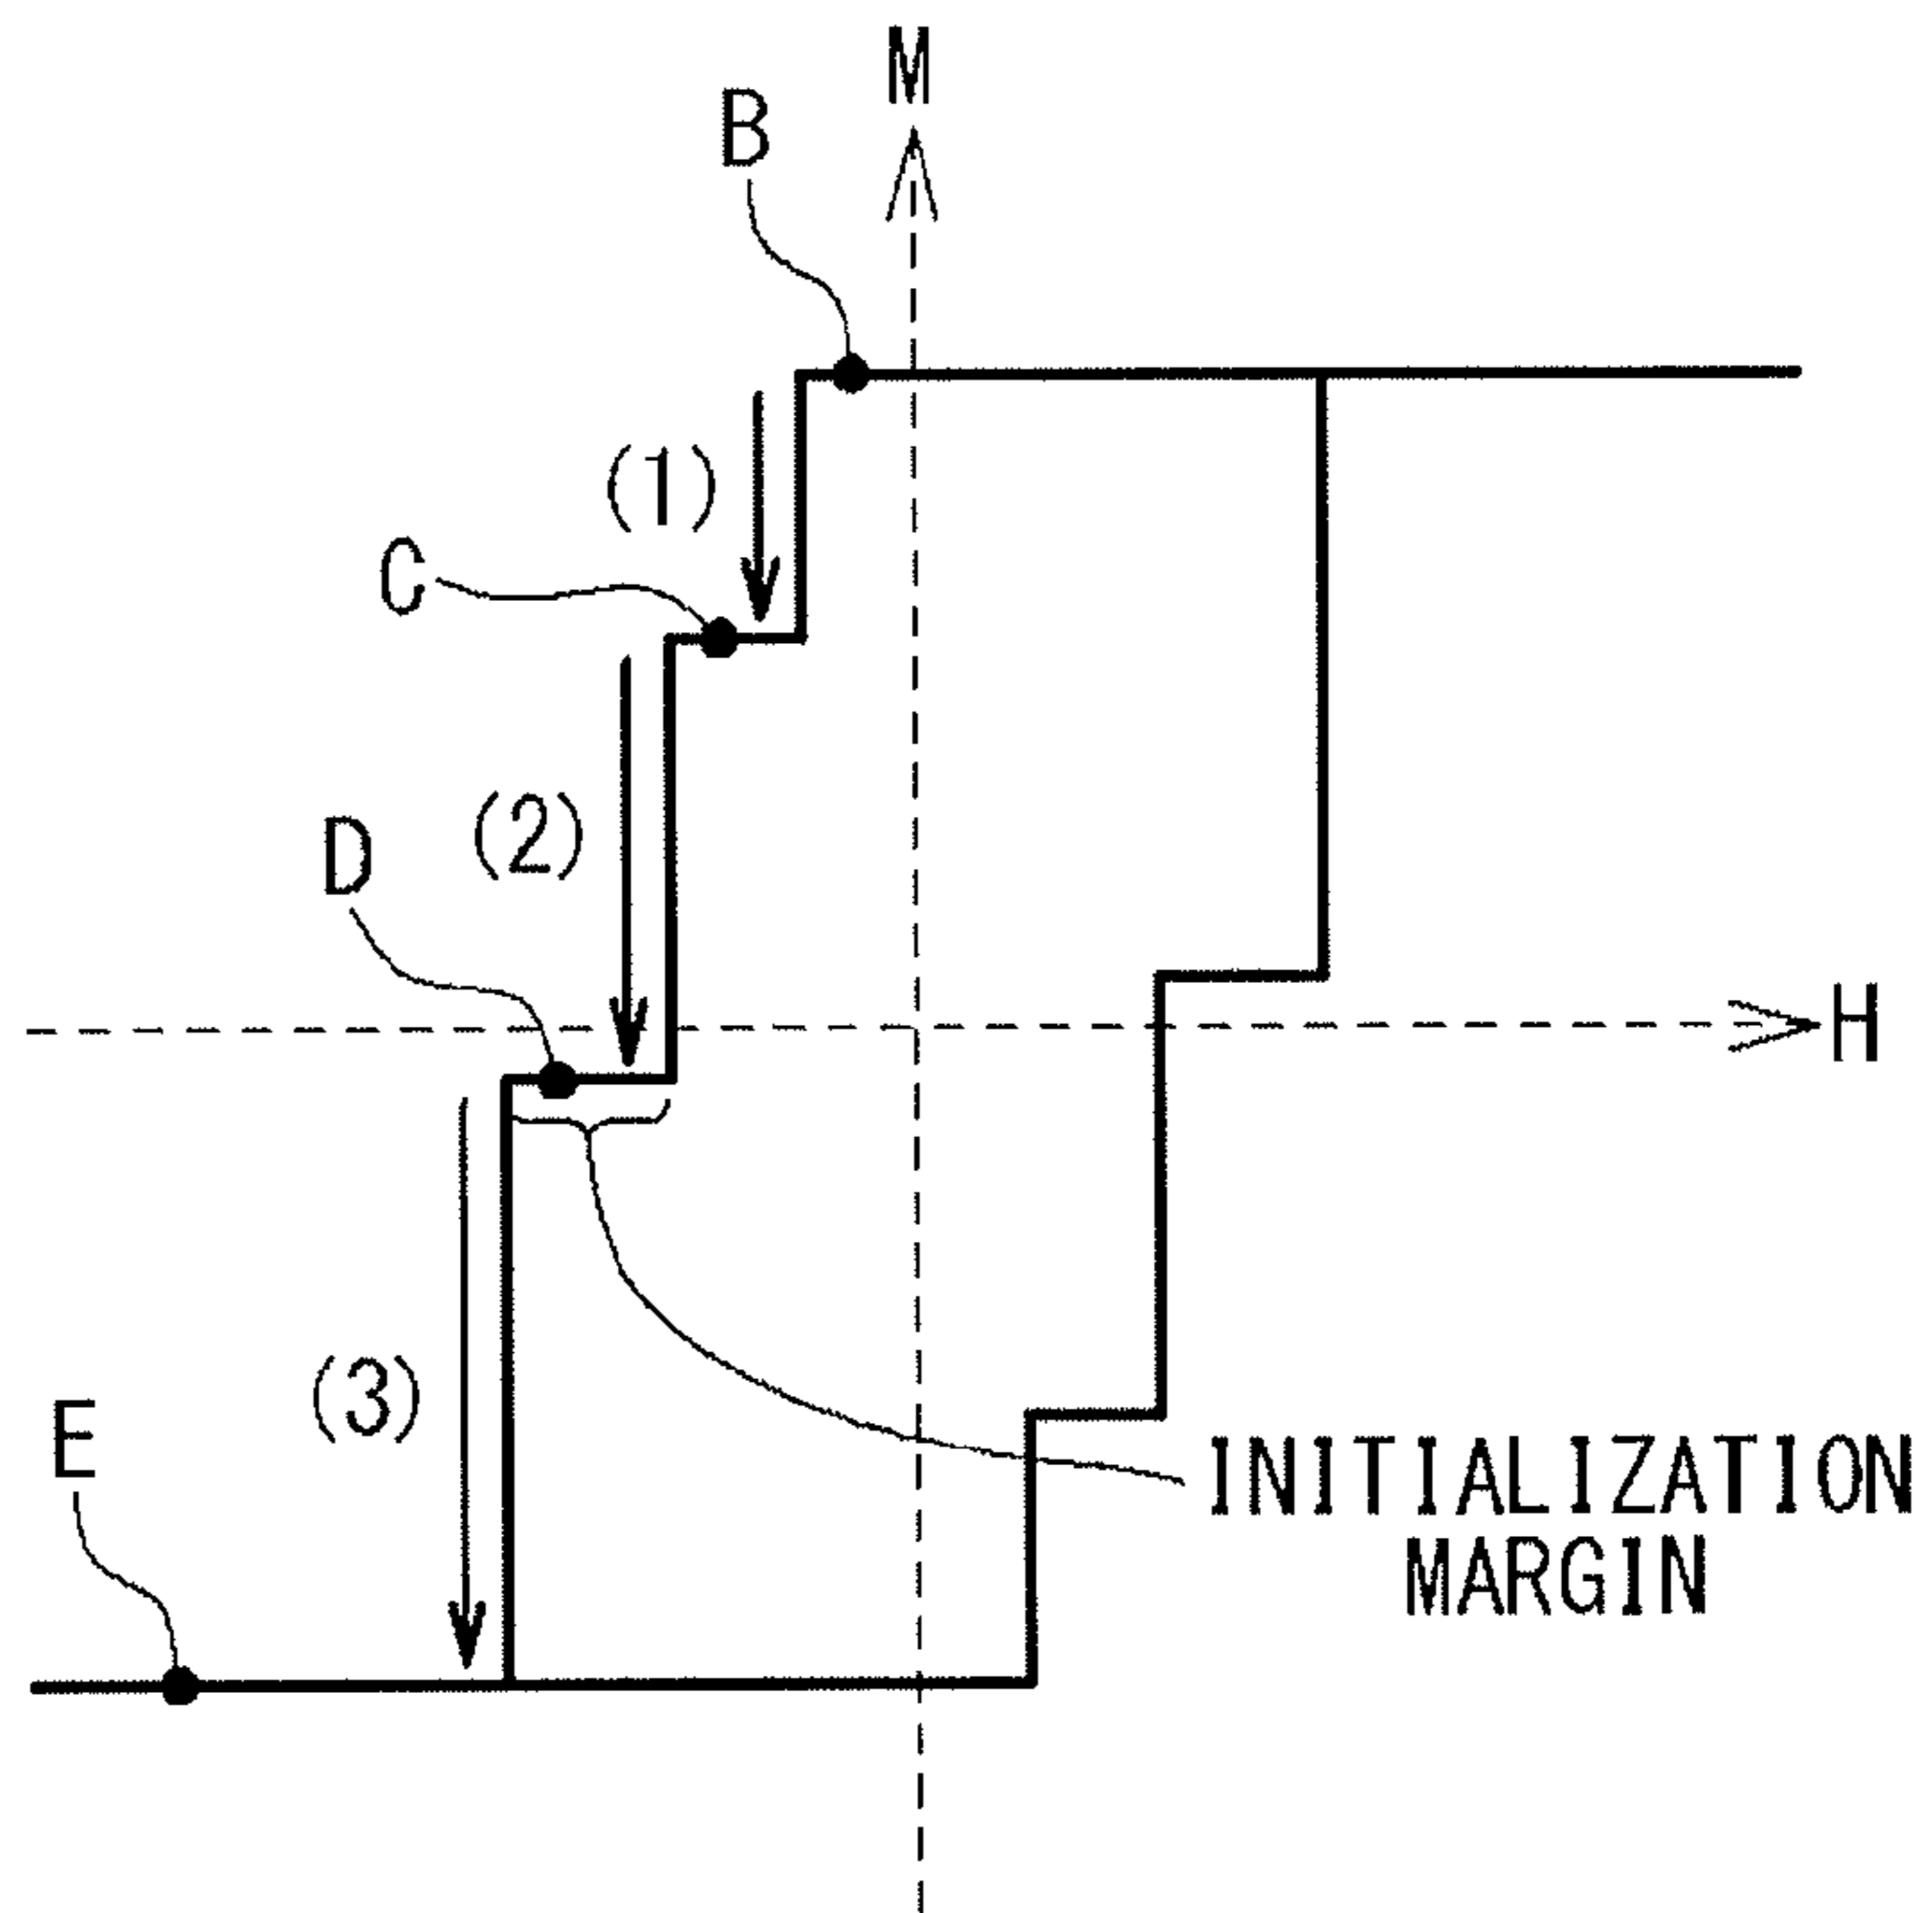 M
B
(1)
C
(2)
D
H
(3)
E
INITIALIZATION
MARGIN